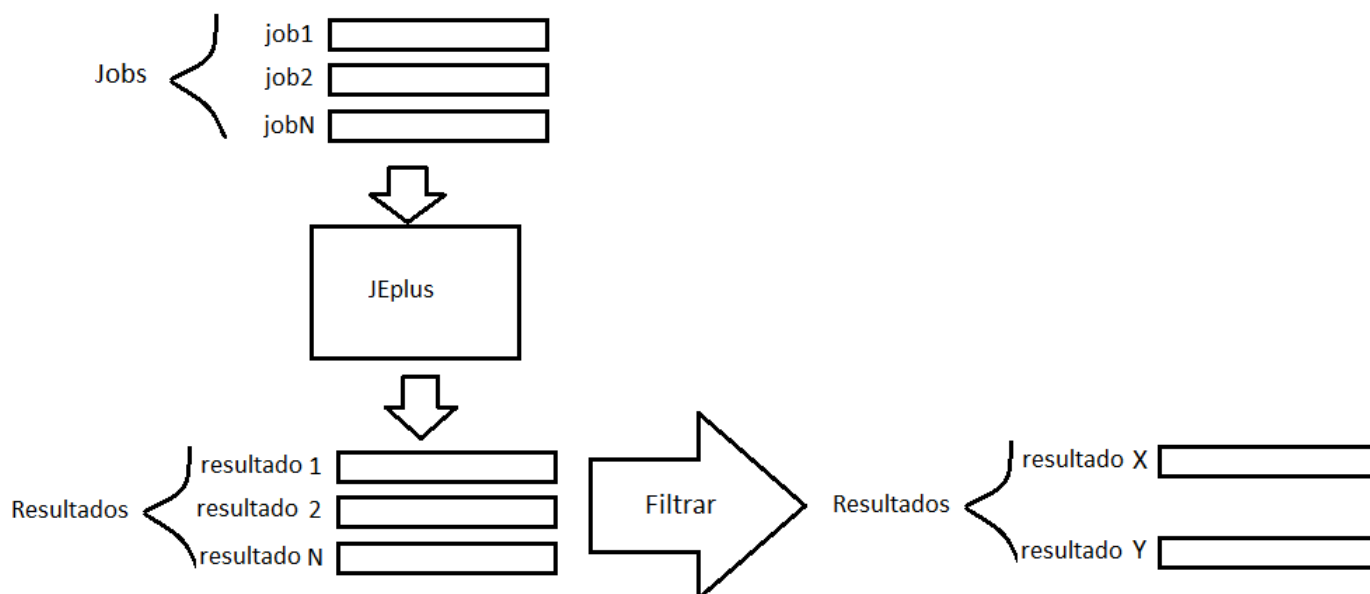 Jobs
job1
job2
jobN
JEplus
Resultados
resultado 1
resultado 2
resultado N
Filtrar
Resultados
resultado X
resultado Y